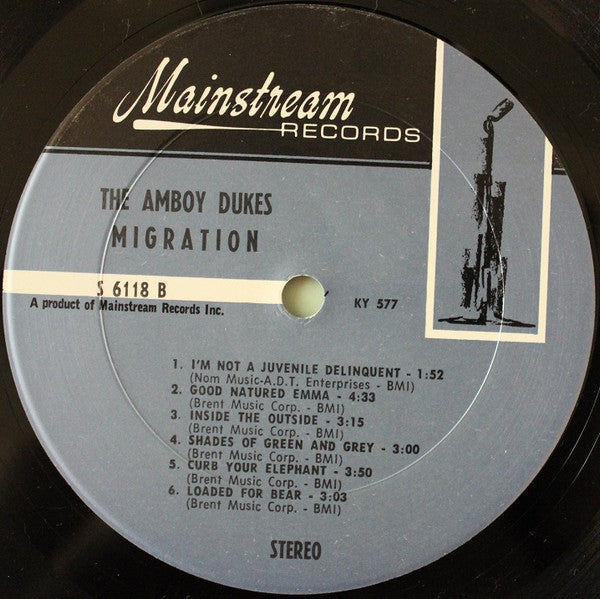 Mainstream
RECORDS
THE AMBOY DUKES
MIGRATION
S 6118 B
A product of Mainstream Records Inc.
KY 577
1. I'M NOT A JUVENILE DELINQUENT - 1:52
(Nom Music-A.D.T. Enterprises - BMI)
2. GOOD NATURED EMMA - 4:33
(Brent Music Corp. - BMI)
3. INSIDE THE OUTSIDE - 3:15
(Brent Music Corp. - BMI)
4. SHADES OF GREEN AND GREY - 3:00
(Brent Music Corp. - BMI)
5. CURB YOUR ELEPHANT - 3:50
(Brent Music Corp. - BMI)
6. LOADED FOR BEAR - 3:03
(Brent Music Corp. - BMI)
STEREO